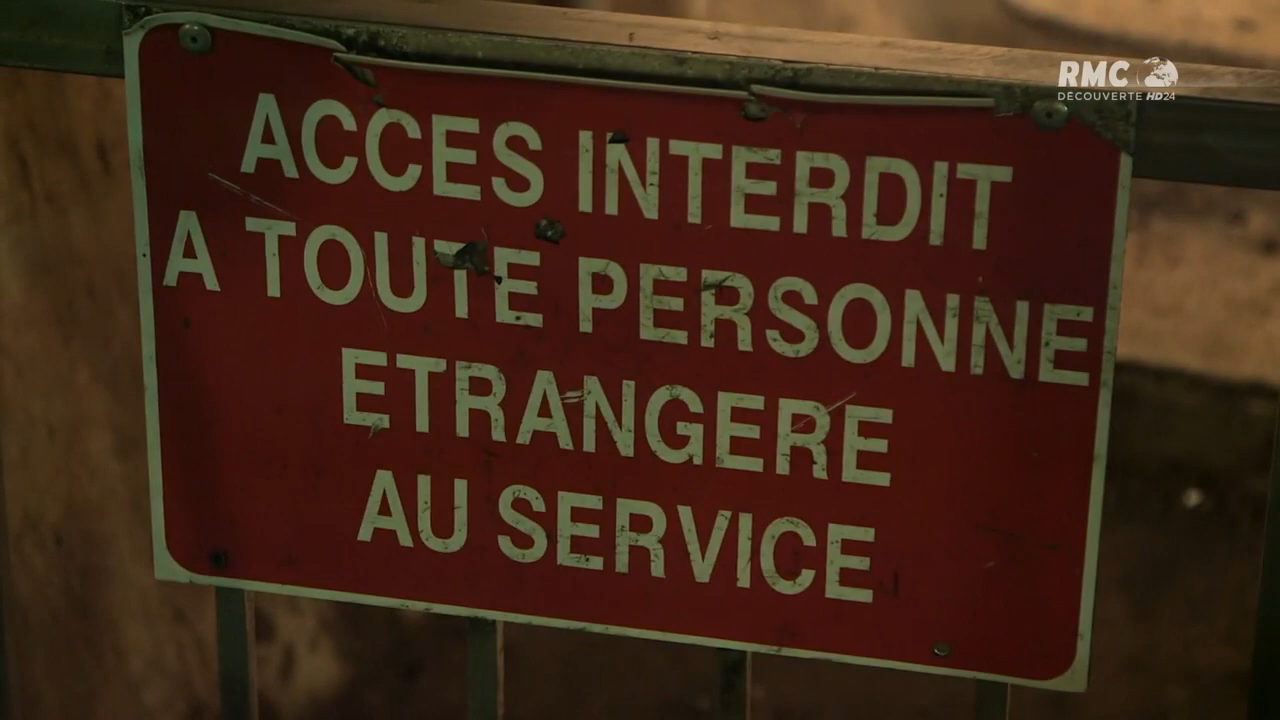 RMC
DÉCOUVERTE HD24
ACCES INTERDIT
A TOUTE PERSONNE
ETRANGERE
AU SERVICE